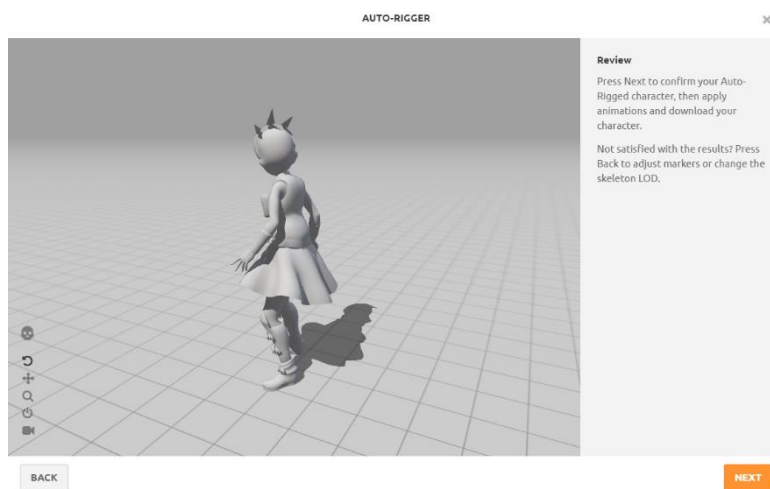 AUTO-RIGGER
Review
Press Next to confirm your Auto-
Rigged character, then apply
animations and download your
character.
Not satisfied with the results? Press
Back to adjust markers or change the
skeleton LOD.
BACK
NEXT